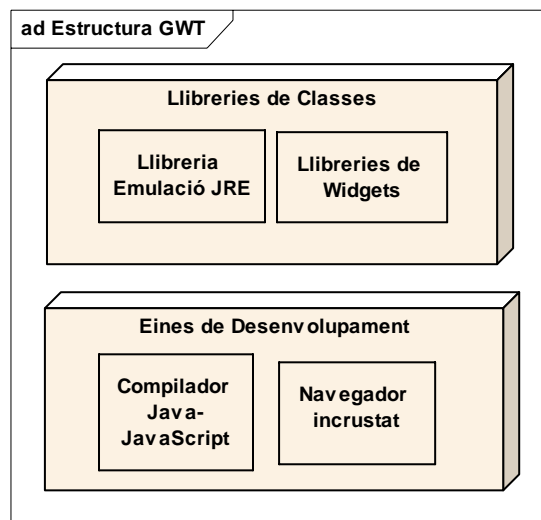 ad Estructura GWT
Llibreries de Classes
Llibreria
Emulació JRE
Llibreries de
Widgets
Eines de Desenvolupament
Compilador
Java-
JavaScript
Navegador
incrustat